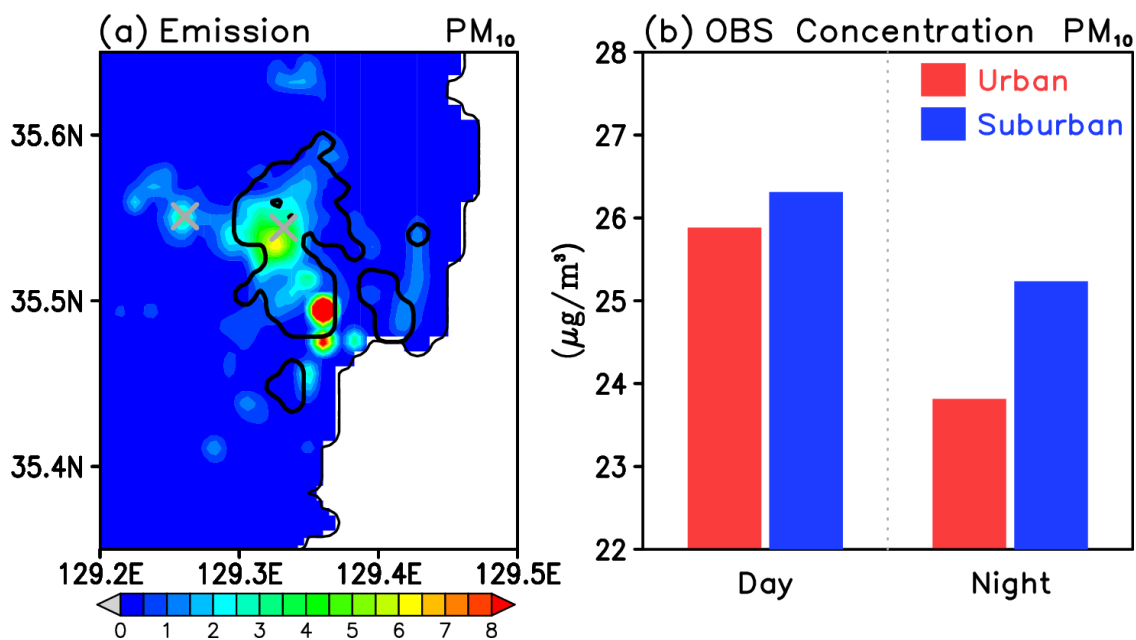 (a) Emission PM₁₀
35.6N
35.5N
35.4N
129.2E 129.3E 129.4E 129.5E
0 1 2 3 4 5 6 7 8
(b) OBS Concentration PM₁₀
Urban
Suburban
(μg/m³)
28
27
26
25
24
23
22
Day Night